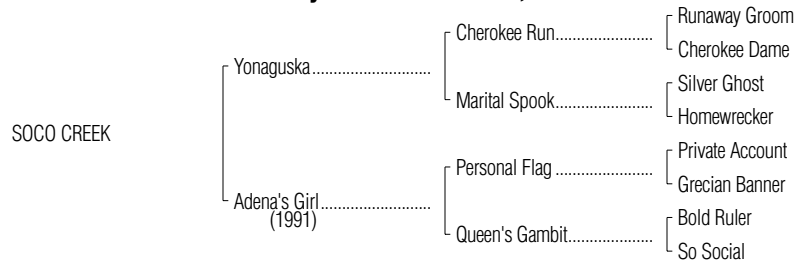 Runaway Groom
Cherokee Run
Cherokee Dame
Yonaguska
Silver Ghost
Marital Spook
Homewrecker
SOCO CREEK
Private Account
Personal Flag
Grecian Banner
Adena's Girl
(1991)
Bold Ruler
Queen's Gambit
So Social